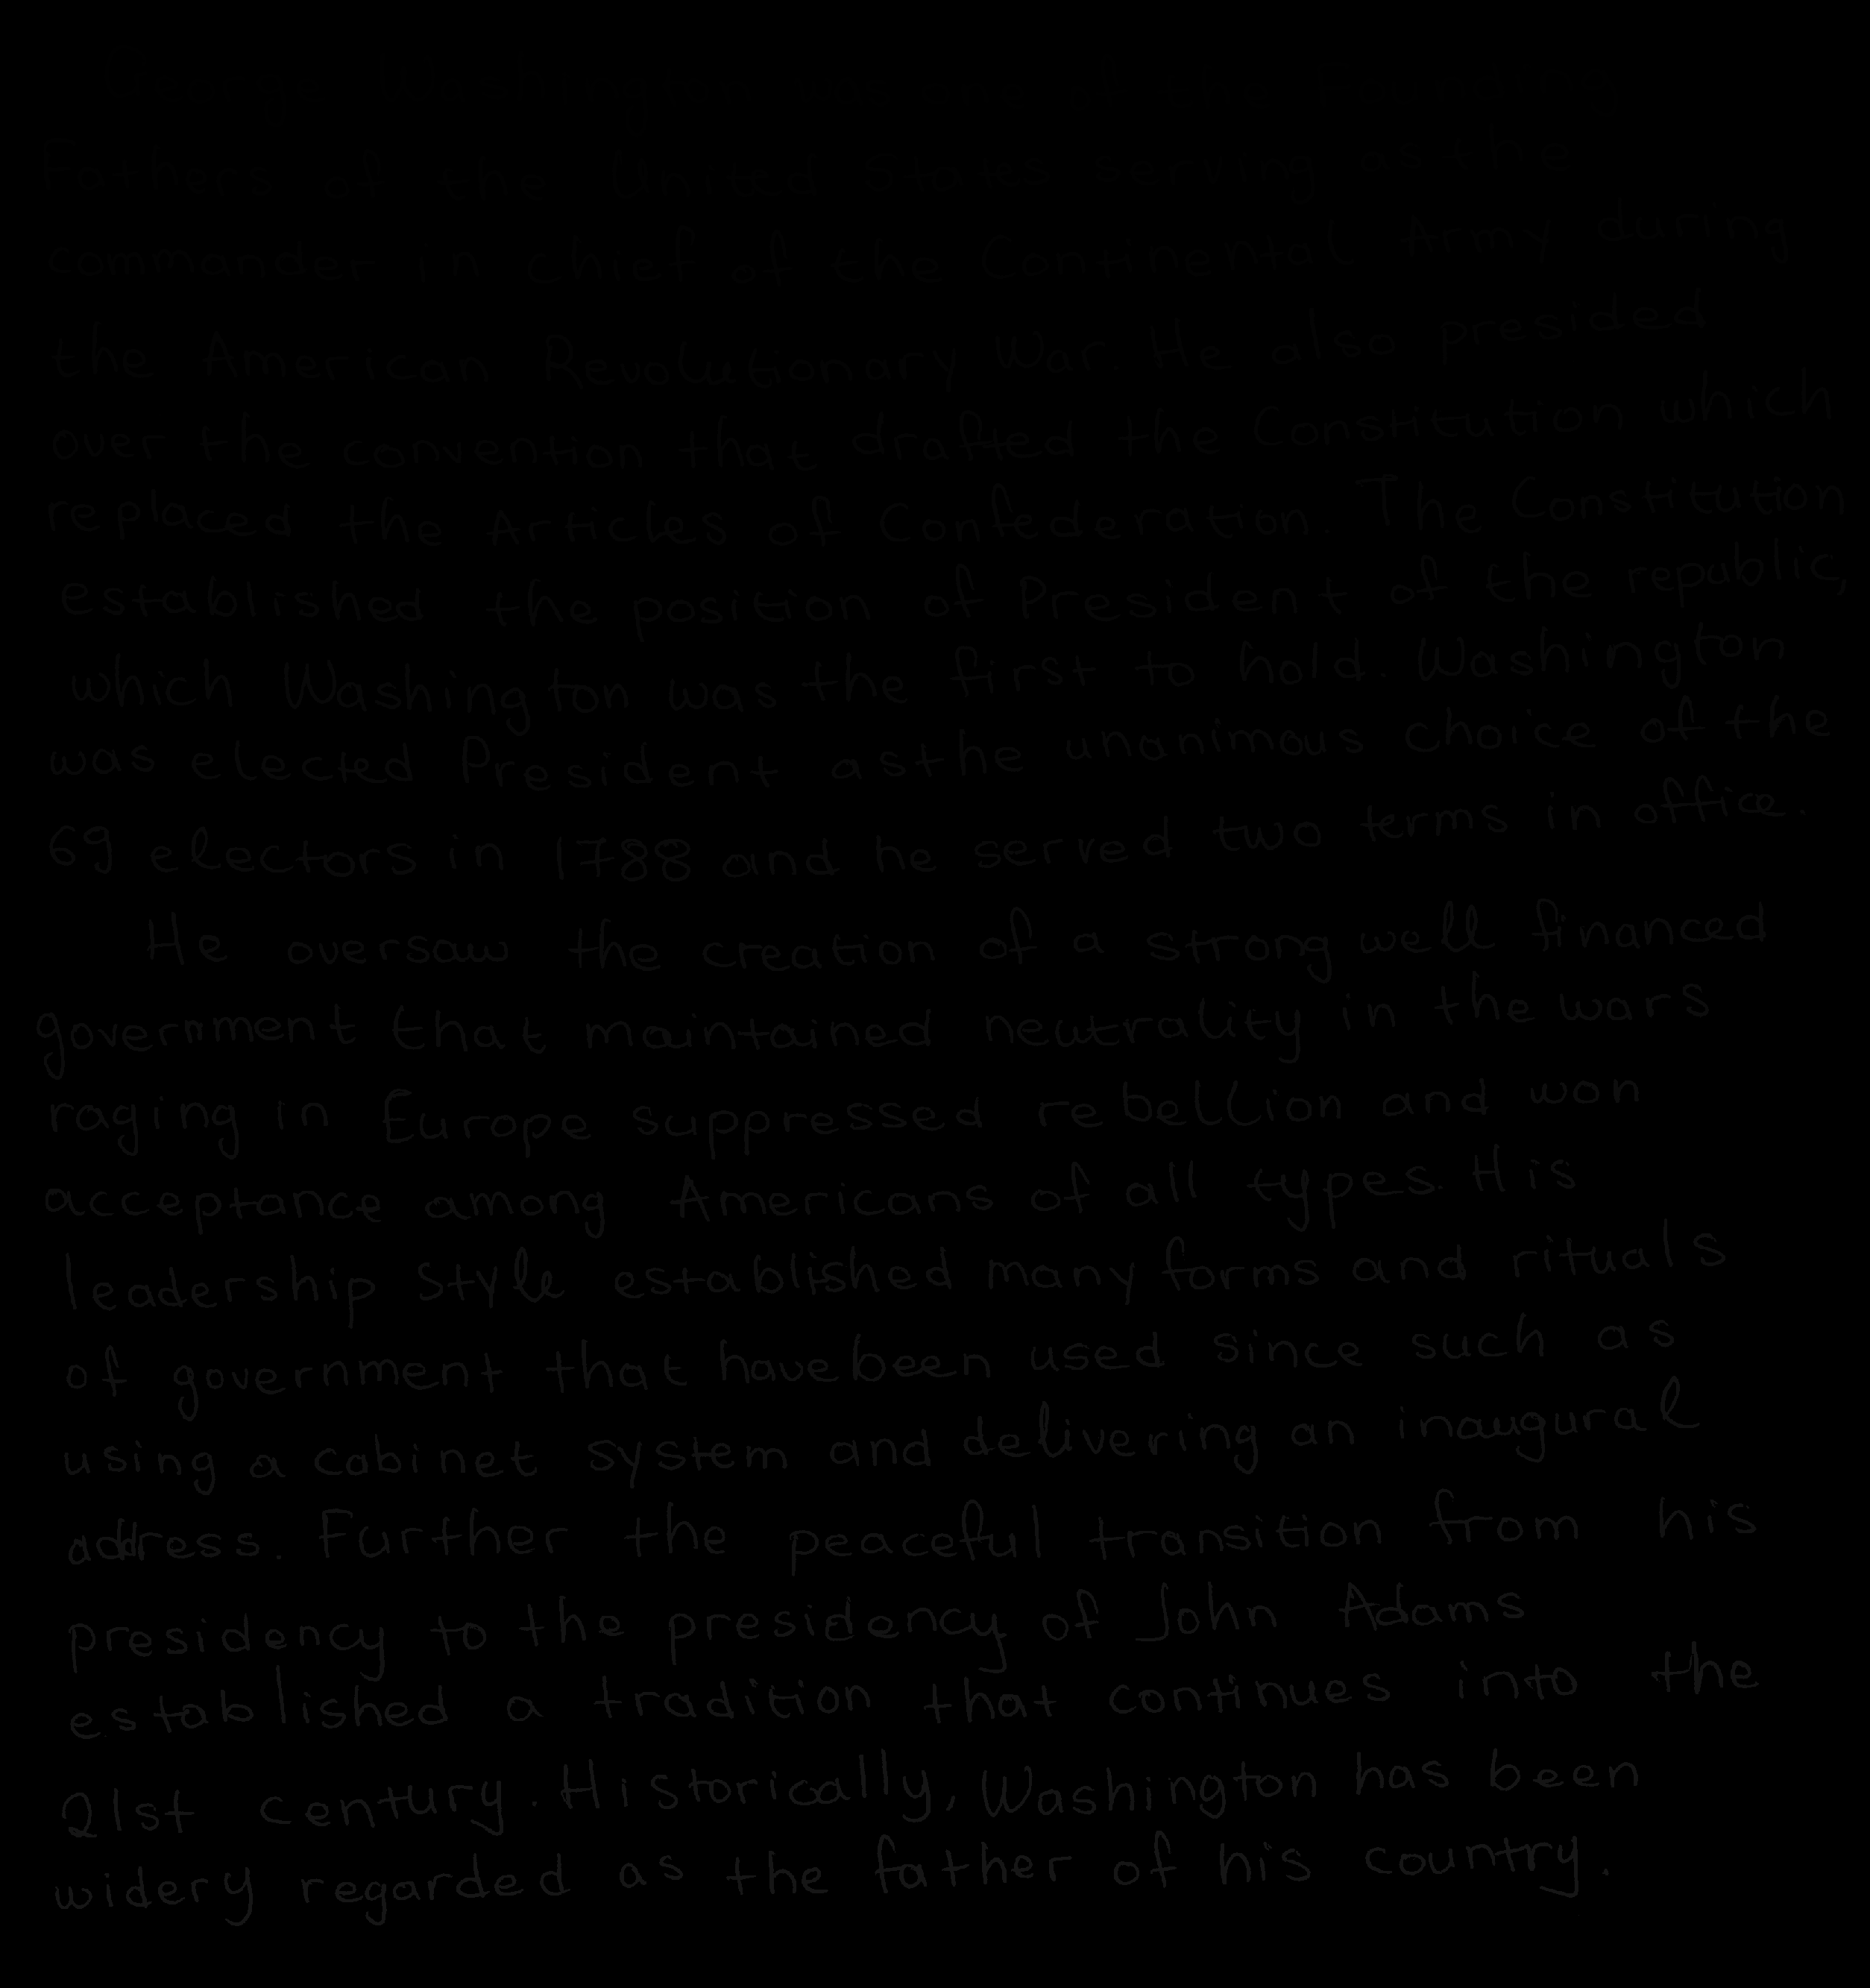 Fathers of the United States serving as the
commander in chief of the Continental Army during
the American Revolutionary War. He also presided
over the convention that drafted the Constitution which
replaced the Articles of Confederation. The Constitution
established the position of President of the republic,
which Washington was the first to hold. Washington
was elected President as the unanimous choice of the
69 electors in 1788 and he served two terms in office.
He oversaw the creation of a strong well financed
government that maintained neutrality in the wars
raging in Europe suppressed rebellion and won
acceptance among Americans of all types. His
leadership style established many forms and rituals
of government that have been used since such as
using a cabinet system and delivering an inaugural
address. Further the peaceful transition from his
presidency to the presidency of John Adams
established a tradition that continues into the
21st century. Historically, Washington has been
widery regarded as the father of his country.